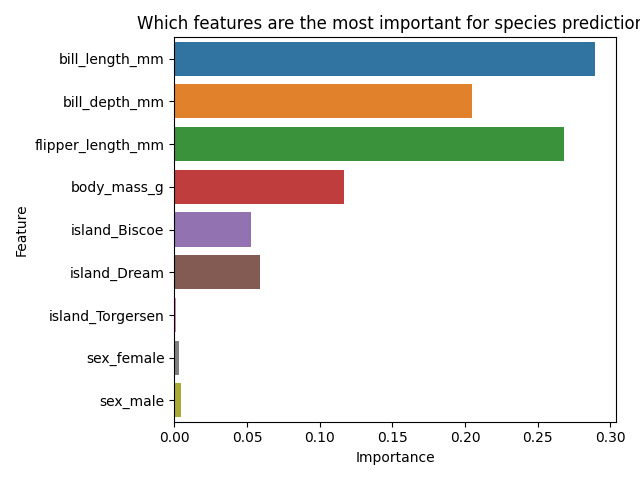 Which features are the most important for species prediction
bill_length_mm
bill_depth_mm
flipper_length_mm
body_mass_g
island_Biscoe
island_Dream
island_Torgersen
sex_female
sex_male
Feature
0.00 0.05 0.10 0.15 0.20 0.25 0.30
Importance